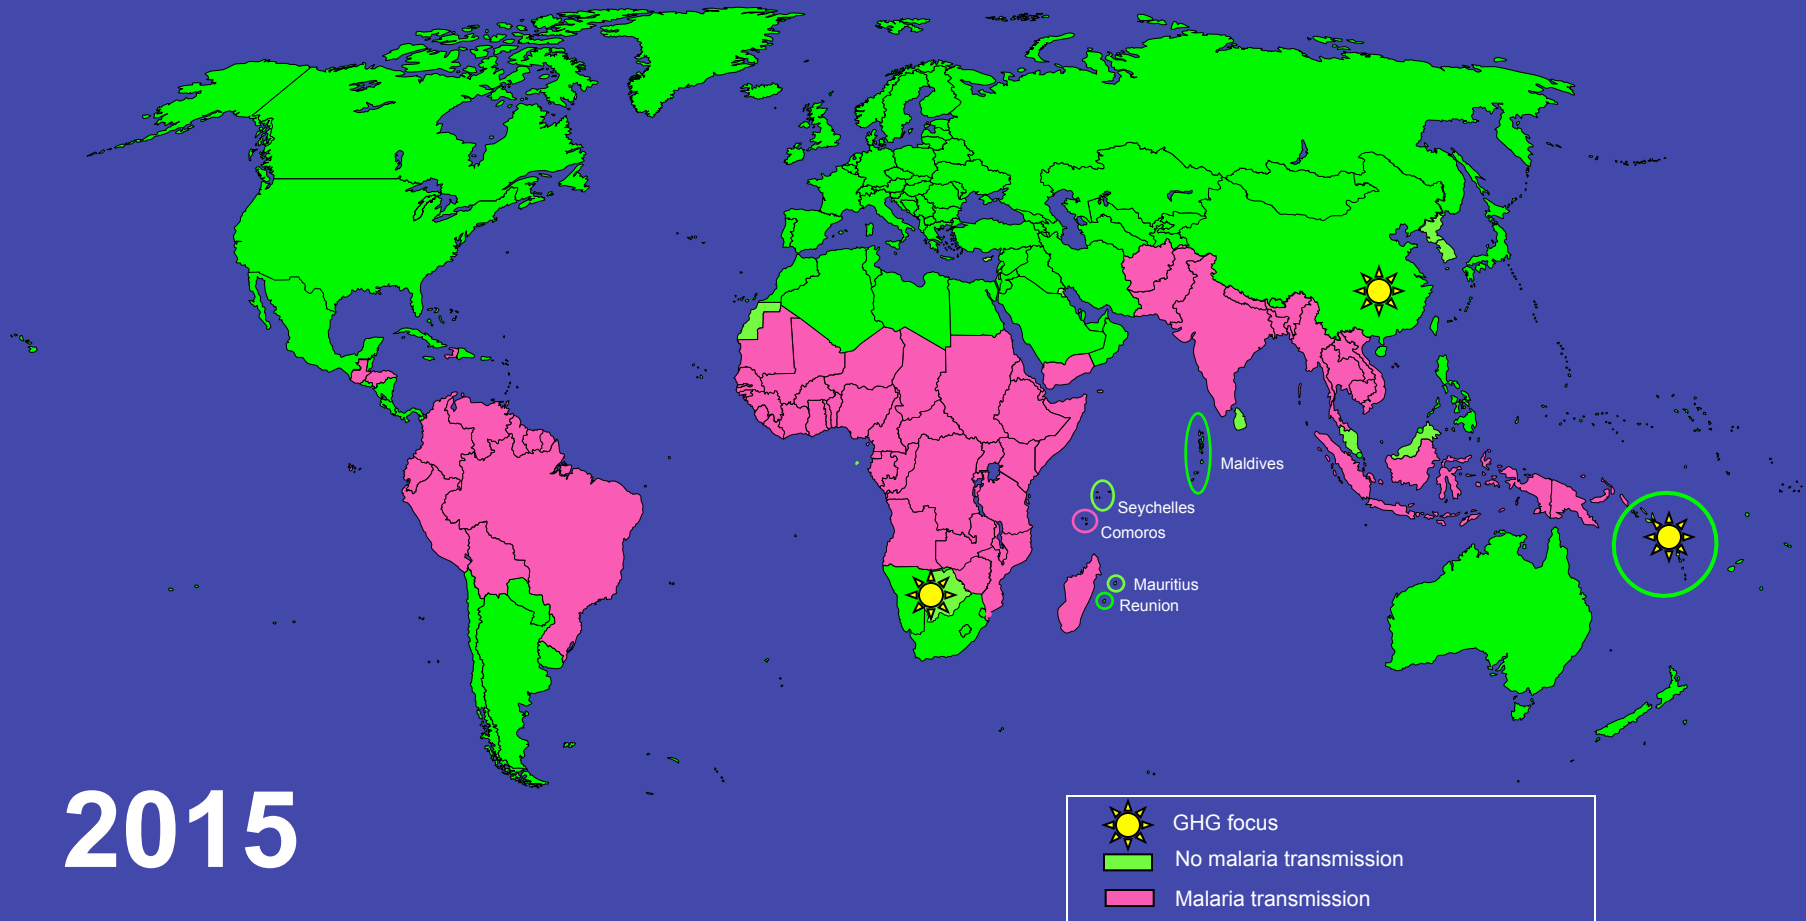 Maldives
Seychelles
Comoros
Mauritius
Reunion
2015
GHG focus
No malaria transmission
Malaria transmission